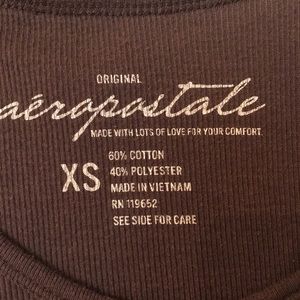 ORIGINAL
aéropostale
MADE WITH LOTS OF LOVE FOR YOUR COMFORT.
XS
60% COTTON
40% POLYESTER
MADE IN VIETNAM
RN 119652
SEE SIDE FOR CARE